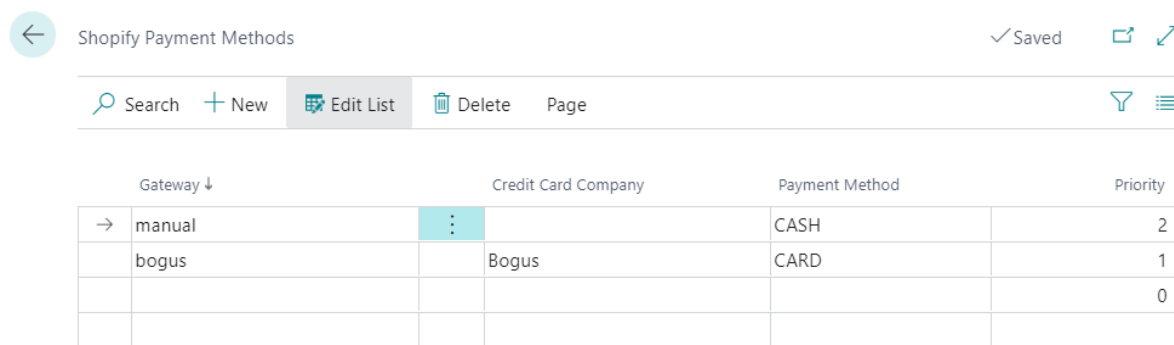 Shopify Payment Methods
Saved
Search New Edit List Delete Page
Gateway ↓ Credit Card Company Payment Method Priority
manual CASH 2
bogus Bogus CARD 1
0